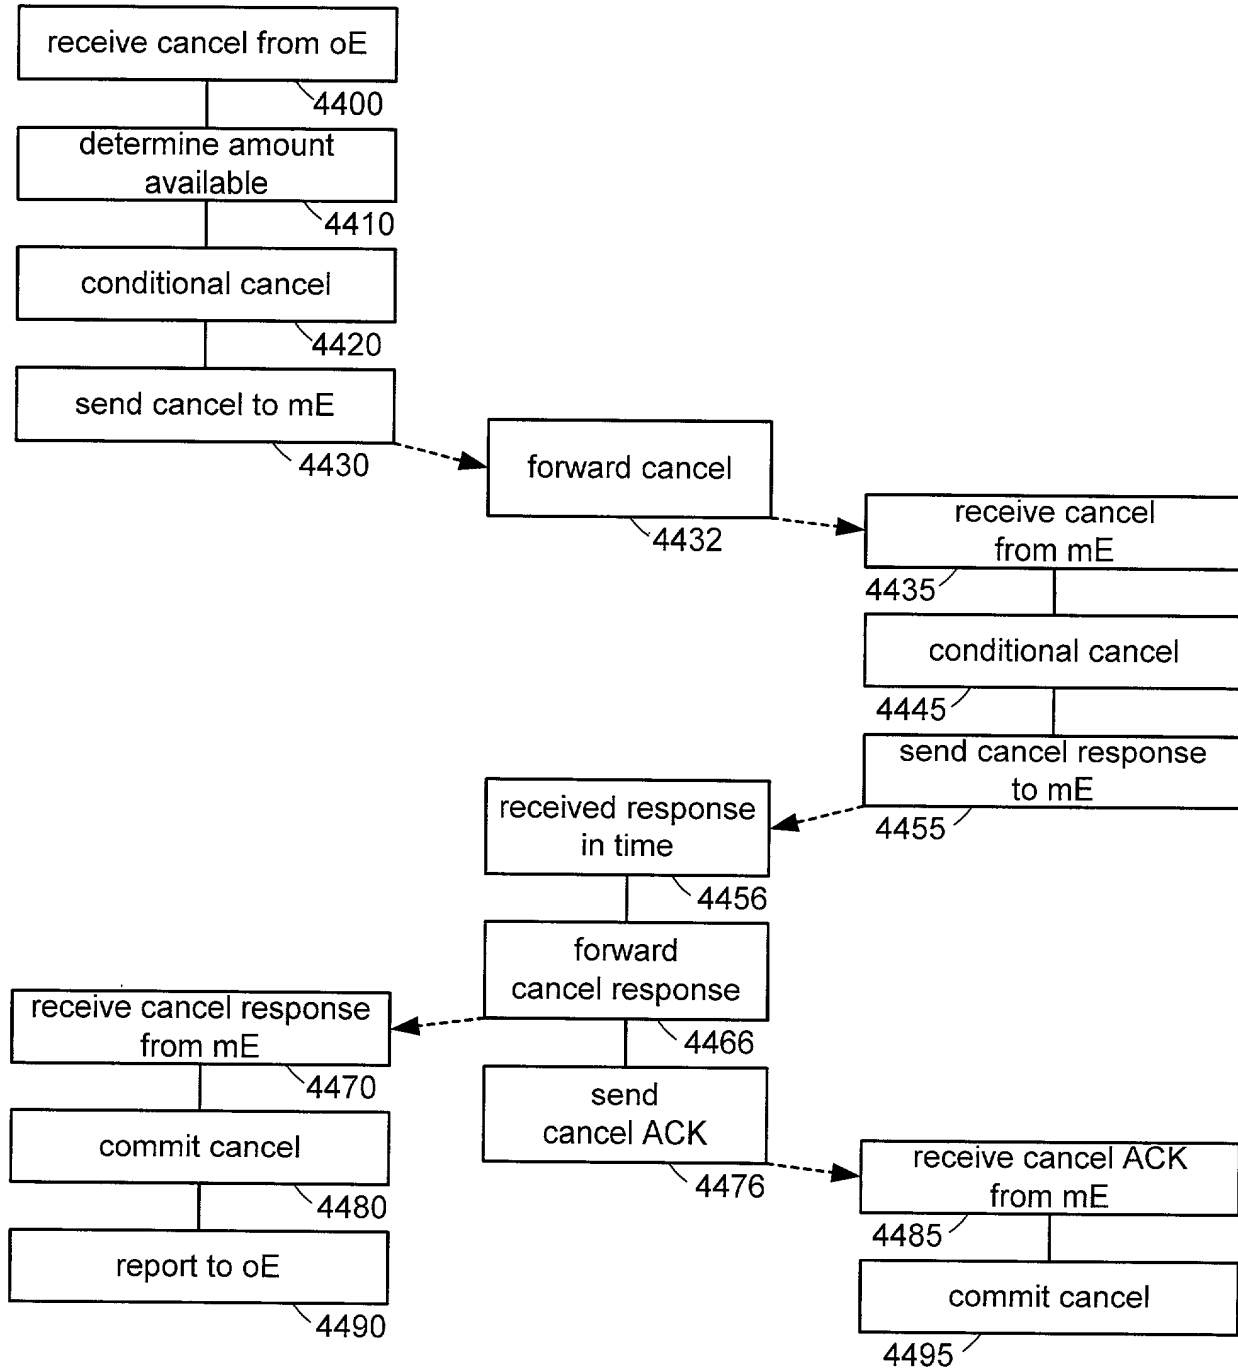 receive cancel from oE
4400
determine amount
available
4410
conditional cancel
4420
send cancel to mE
4430
forward cancel
4432
receive cancel
from mE
4435
conditional cancel
4445
send cancel response
to mE
4455
received response
in time
4456
forward
cancel response
4466
receive cancel response
from mE
4470
send
cancel ACK
4476
commit cancel
4480
receive cancel ACK
from mE
4485
report to oE
4490
commit cancel
4495